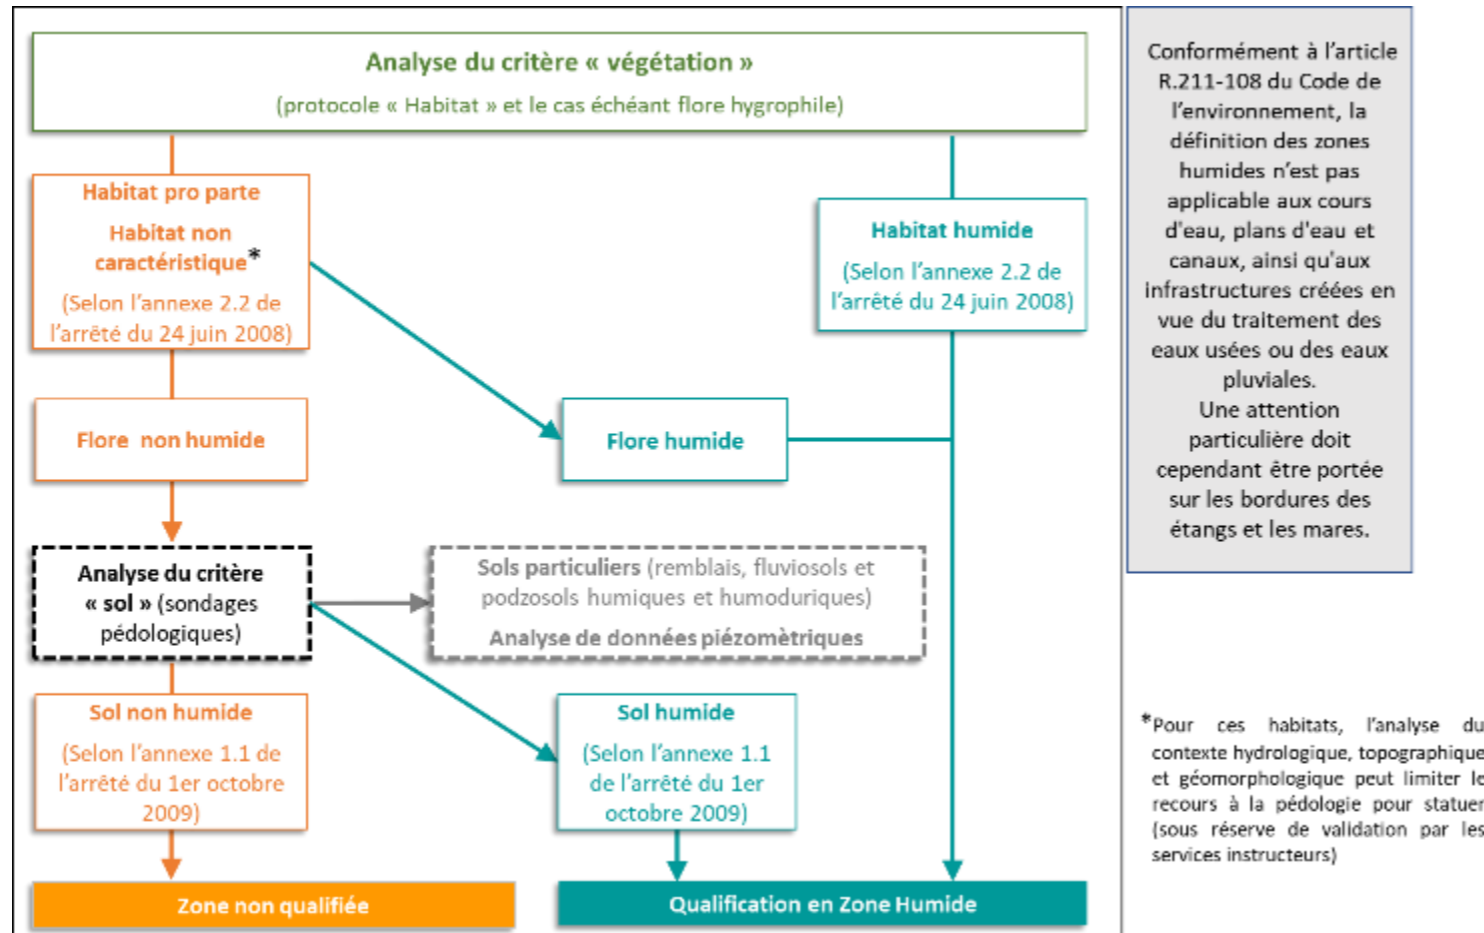 Analyse du critère « végétation »
(protocole « Habitat » et le cas échéant flore hygrophile)
Habitat pro parte
Habitat non
caractéristique*
(Selon l'annexe 2.2 de
l'arrêté du 24 juin 2008)
Habitat humide
(Selon l'annexe 2.2 de
l'arrêté du 24 juin 2008)
Flore non humide
Flore humide
Analyse du critère
« sol » (sondages
pédologiques)
Sols particuliers (remblais, fluviosols et
podzosols humiques et humoduriques)
Analyse de données piézomètriques
Sol non humide
(Selon l'annexe 1.1 de
l'arrêté du 1er octobre
2009)
Sol humide
(Selon l'annexe 1.1
de l'arrêté du 1er
octobre 2009)
Zone non qualifiée
Qualification en Zone Humide
Conformément à l'article
R.211-108 du Code de
l'environnement, la
définition des zones
humides n'est pas
applicable aux cours
d'eau, plans d'eau et
canaux, ainsi qu'aux
infrastructures créées en
vue du traitement des
eaux usées ou des eaux
pluviales.
Une attention
particulière doit
cependant être portée
sur les bordures des
étangs et les mares.
*Pour ces habitats, l'analyse du
contexte hydrologique, topographique
et géomorphologique peut limiter le
recours à la pédologie pour statuer
(sous réserve de validation par les
services instructeurs)